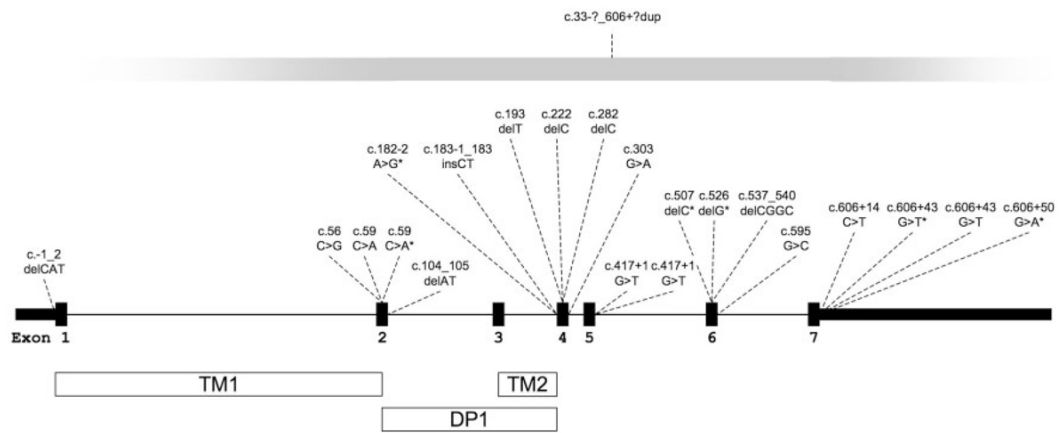 c.33-?_606+?dup
c.193
delT
c.222
delC
c.282
delC
c.182-2
A>G*
c.183-1_183
insCT
c.303
G>A
c.507
delC*
c.526
delG*
c.537_540
delCGGC
c.606+14
C>T
c.606+43
G>T*
c.606+43
G>T
c.606+50
G>A*
c.56
C>G
c.59
C>A
c.59
C>A*
c.595
G>C
c.-1_2
delCAT
c.104_105
delAT
c.417+1
G>T
c.417+1
G>T
Exon 1 2 3 4 5 6 7
TM1
TM2
DP1